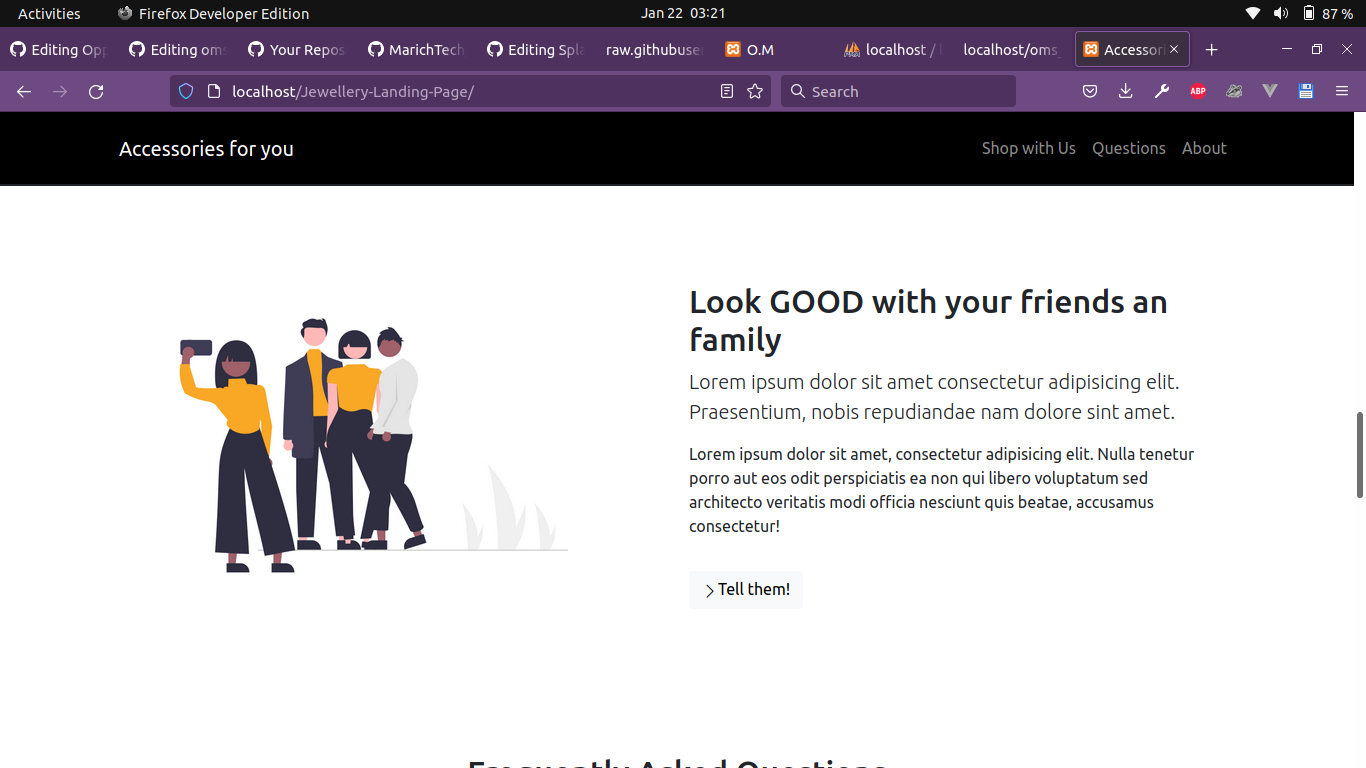 Activities Firefox Developer Edition Jan 22 03:21 87 %
Editing Opp Editing oms Your Repos MarichTech Editing Spla raw.githubuser O.M localhost / l localhost/oms_ Accessori
localhost/Jewellery-Landing-Page/ Search ABP
Accessories for you Shop with Us Questions About
Look GOOD with your friends an
family
Lorem ipsum dolor sit amet consectetur adipisicing elit.
Praesentium, nobis repudiandae nam dolore sint amet.
Lorem ipsum dolor sit amet, consectetur adipisicing elit. Nulla tenetur
porro aut eos odit perspiciatis ea non qui libero voluptatum sed
architecto veritatis modi officia nesciunt quis beatae, accusamus
consectetur!
Tell them!
Frequently Asked Questions